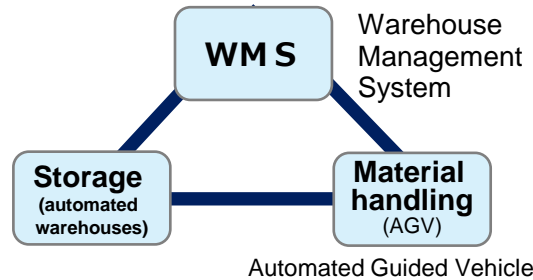 WMS
Warehouse
Management
System
Storage
(automated
warehouses)
Material
handling
(AGV)
Automated Guided Vehicle